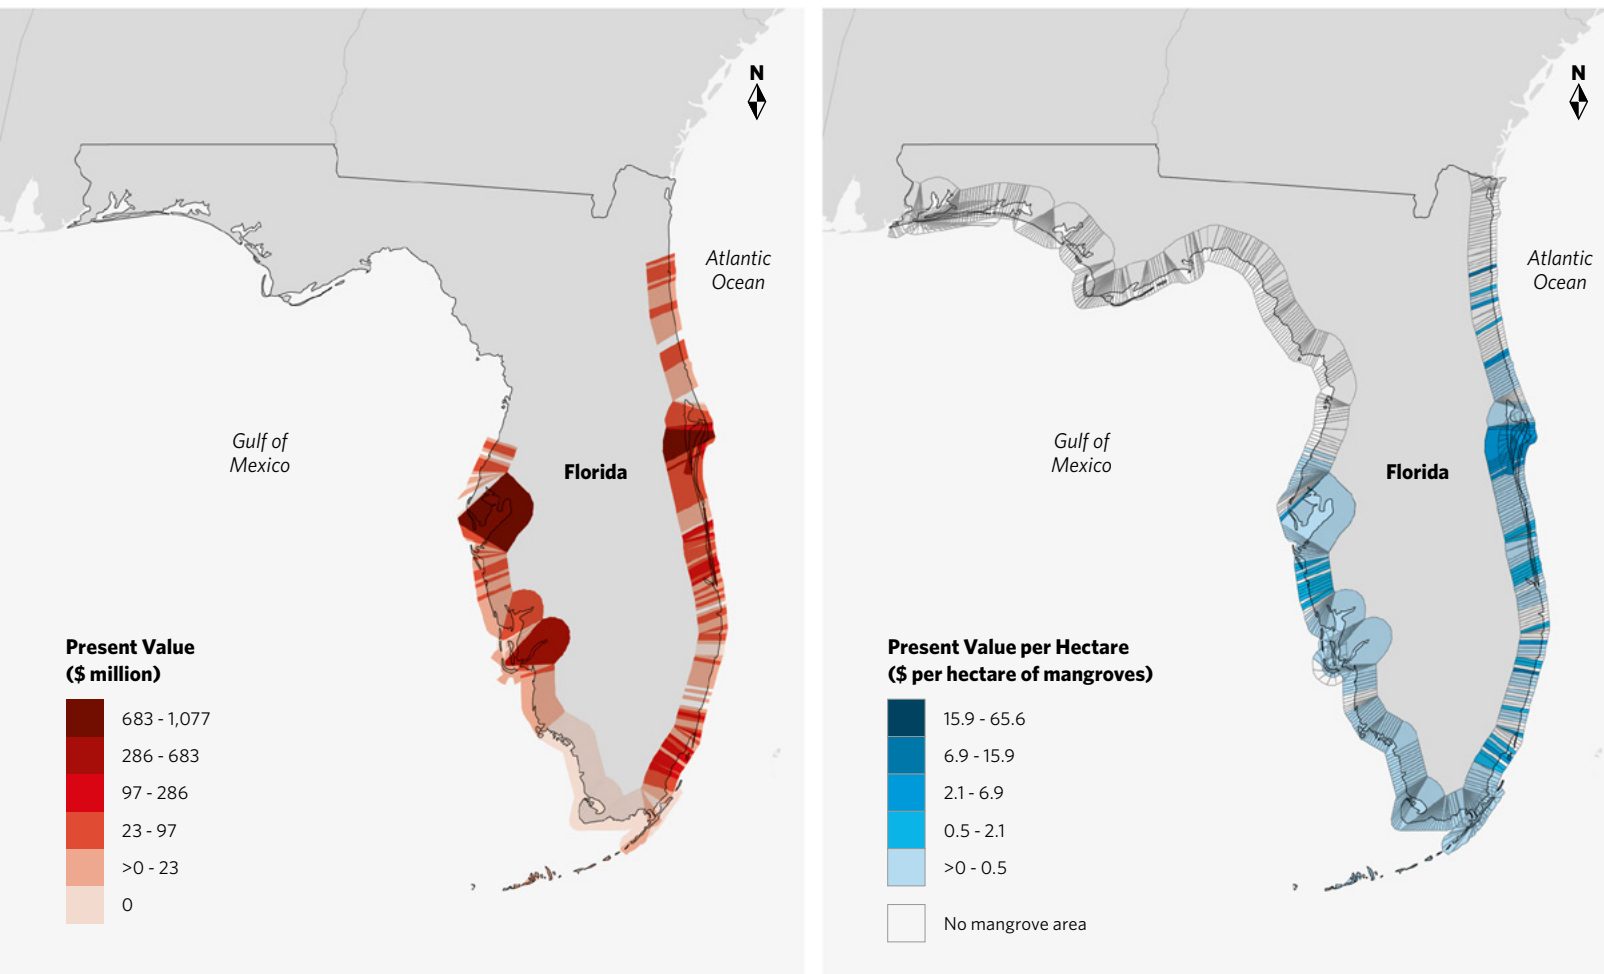 N
Atlantic
Ocean
Gulf of
Mexico
Florida
Present Value
($ million)
683 - 1,077
286 - 683
97 - 286
23 - 97
>0 - 23
0
N
Atlantic
Ocean
Gulf of
Mexico
Florida
Present Value per Hectare
($ per hectare of mangroves)
15.9 - 65.6
6.9 - 15.9
2.1 - 6.9
0.5 - 2.1
>0 - 0.5
No mangrove area